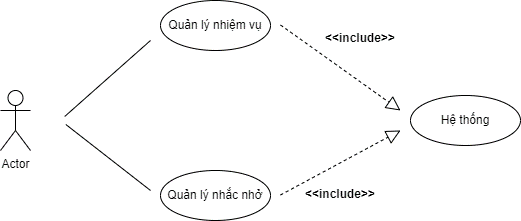 Quản lý nhiệm vụ
<<include>>
Hệ thống
Actor
Quản lý nhắc nhở
<<include>>